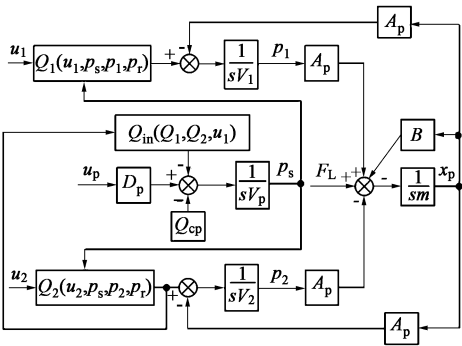 A_p
u_1
Q_1(u_1,p_s,p_1,p_r)
+
-
1/sV_1
p_1
A_p
Q_in(Q_1,Q_2,u_1)
B
u_p
D_p
+
-
-
1/sV_p
p_s
F_L
+
+
-
-
1/sm
x_p
Q_cp
u_2
Q_2(u_2,p_s,p_2,p_r)
+
-
1/sV_2
p_2
A_p
A_p